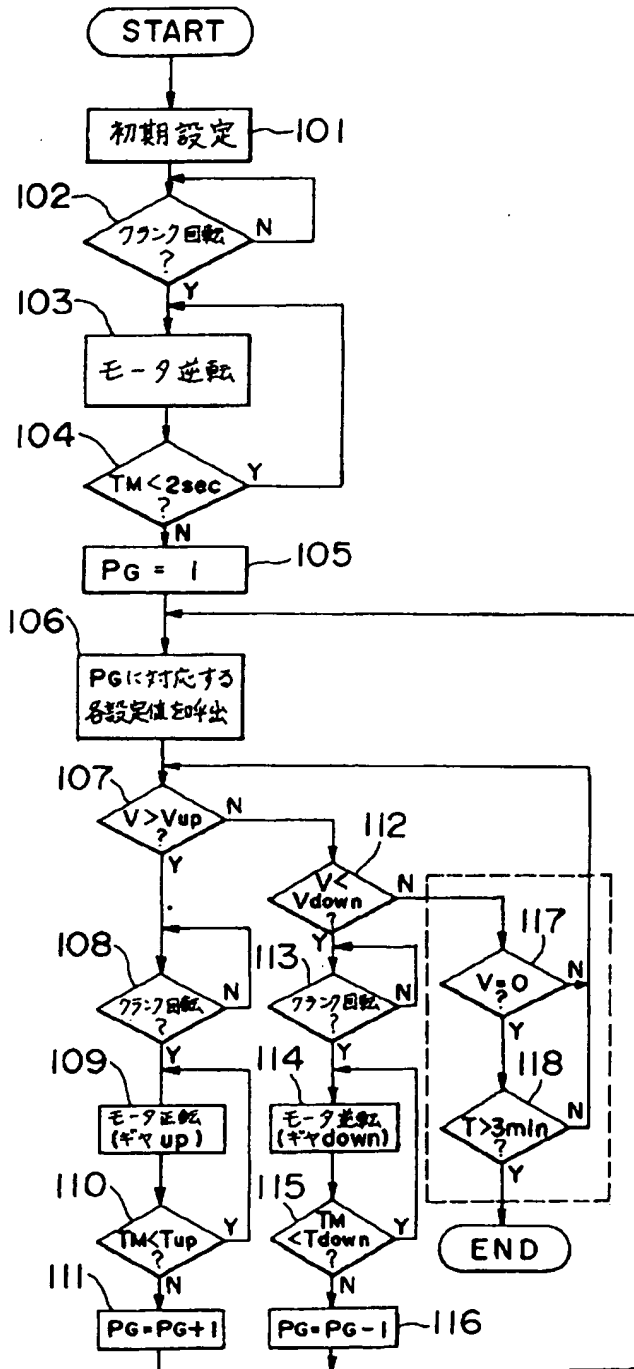 START
初期設定
101
102
クランク回転
?
N
Y
103
モータ逆転
104
TM<2sec
?
Y
N
PG = 1
105
106
PGに対応する
各設定値を呼出
107
V>Vup
?
N
Y
112
V<
Vdown
?
N
Y
117
V=0
?
N
Y
108
クランク回転
?
N
Y
113
クランク回転
?
N
Y
118
T>3min
?
N
Y
END
109
モータ正転
(ギヤup)
114
モータ逆転
(ギヤdown)
110
TM<Tup
?
Y
N
115
TM
<Tdown
?
Y
N
111
PG=PG+1
PG=PG-1
116